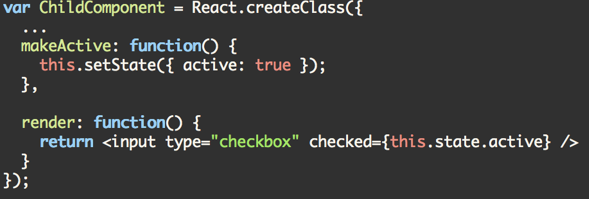 var ChildComponent = React.createClass({
  ...
  makeActive: function() {
    this.setState({ active: true });
  },

  render: function() {
    return <input type="checkbox" checked={this.state.active} />
  }
});